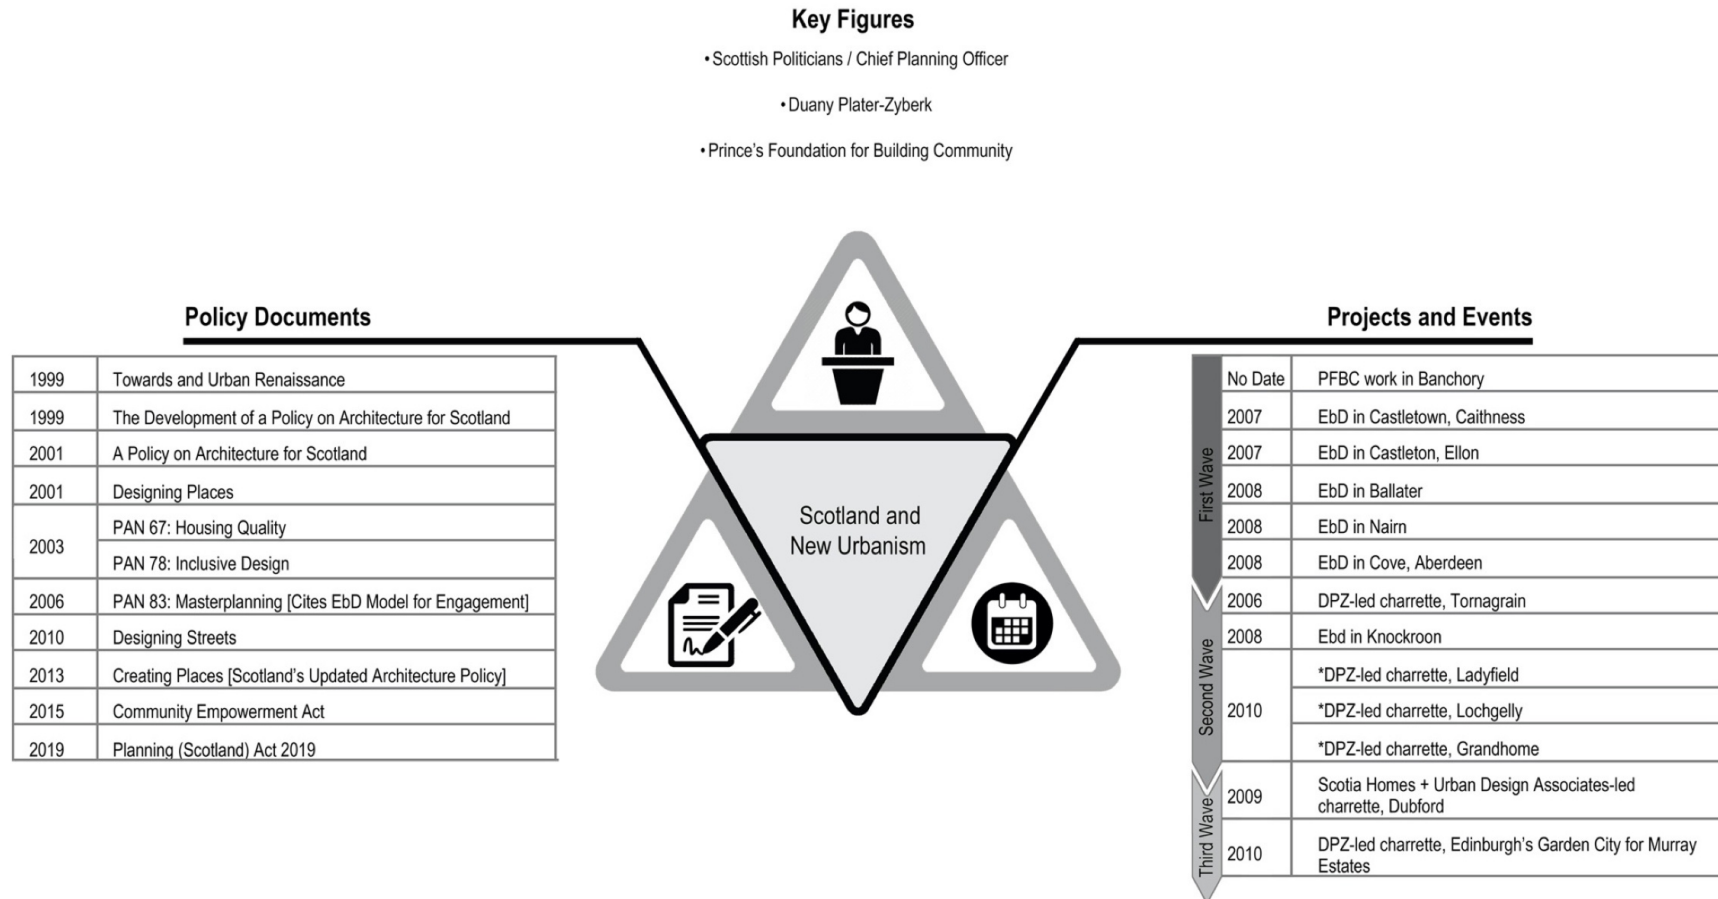 Key Figures
• Scottish Politicians / Chief Planning Officer
• Duany Plater-Zyberk
• Prince's Foundation for Building Community
Policy Documents
1999 Towards and Urban Renaissance
1999 The Development of a Policy on Architecture for Scotland
2001 A Policy on Architecture for Scotland
2001 Designing Places
2003 PAN 67: Housing Quality
PAN 78: Inclusive Design
2006 PAN 83: Masterplanning [Cites EbD Model for Engagement]
2010 Designing Streets
2013 Creating Places [Scotland's Updated Architecture Policy]
2015 Community Empowerment Act
2019 Planning (Scotland) Act 2019
Scotland and
New Urbanism
Projects and Events
First Wave
No Date PFBC work in Banchory
2007 EbD in Castletown, Caithness
2007 EbD in Castleton, Ellon
2008 EbD in Ballater
2008 EbD in Nairn
2008 EbD in Cove, Aberdeen
Second Wave
2006 DPZ-led charrette, Tornagrain
2008 Ebd in Knockroon
2010 *DPZ-led charrette, Ladyfield
*DPZ-led charrette, Lochgelly
*DPZ-led charrette, Grandhome
Third Wave
2009 Scotia Homes + Urban Design Associates-led
charrette, Dubford
2010 DPZ-led charrette, Edinburgh's Garden City for Murray
Estates